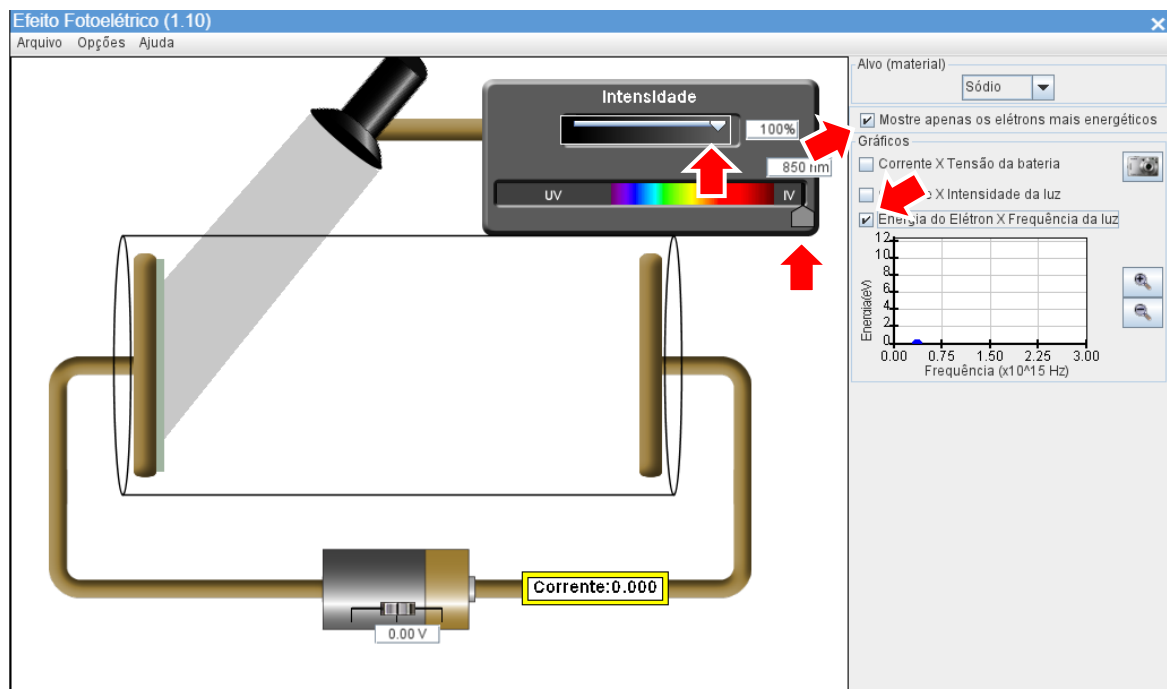 Efeito Fotoelétrico (1.10)
Arquivo Opções Ajuda
Intensidade
100%
850 nm
UV IV
Corrente:0.000
0.00 V
Alvo (material)
Sódio
Mostre apenas os elétrons mais energéticos
Gráficos
Corrente X Tensão da bateria
X Intensidade da luz
Energia do Elétron X Frequência da luz
12
10
8
6
4
2
0
Energia(eV)
0.00 0.75 1.50 2.25 3.00
Frequência (x10^15 Hz)